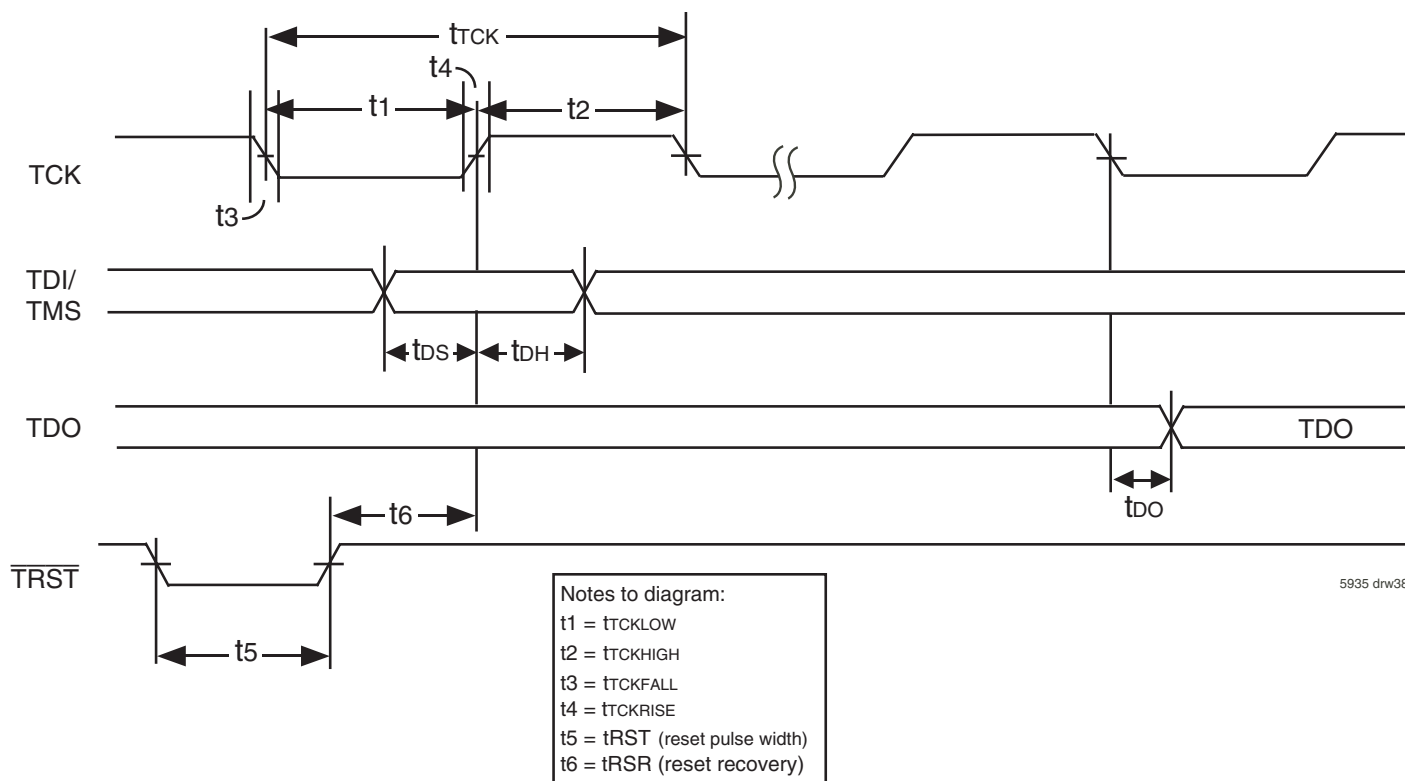 tTCK
t4
t1
t2
TCK
t3
TDI/
TMS
tDS
tDH
TDO
TDO
tDO
t6
TRST
5935 drw38
t5
Notes to diagram:
t1 = tTCKLOW
t2 = tTCKHIGH
t3 = tTCKFALL
t4 = tTCKRISE
t5 = tRST (reset pulse width)
t6 = tRSR (reset recovery)